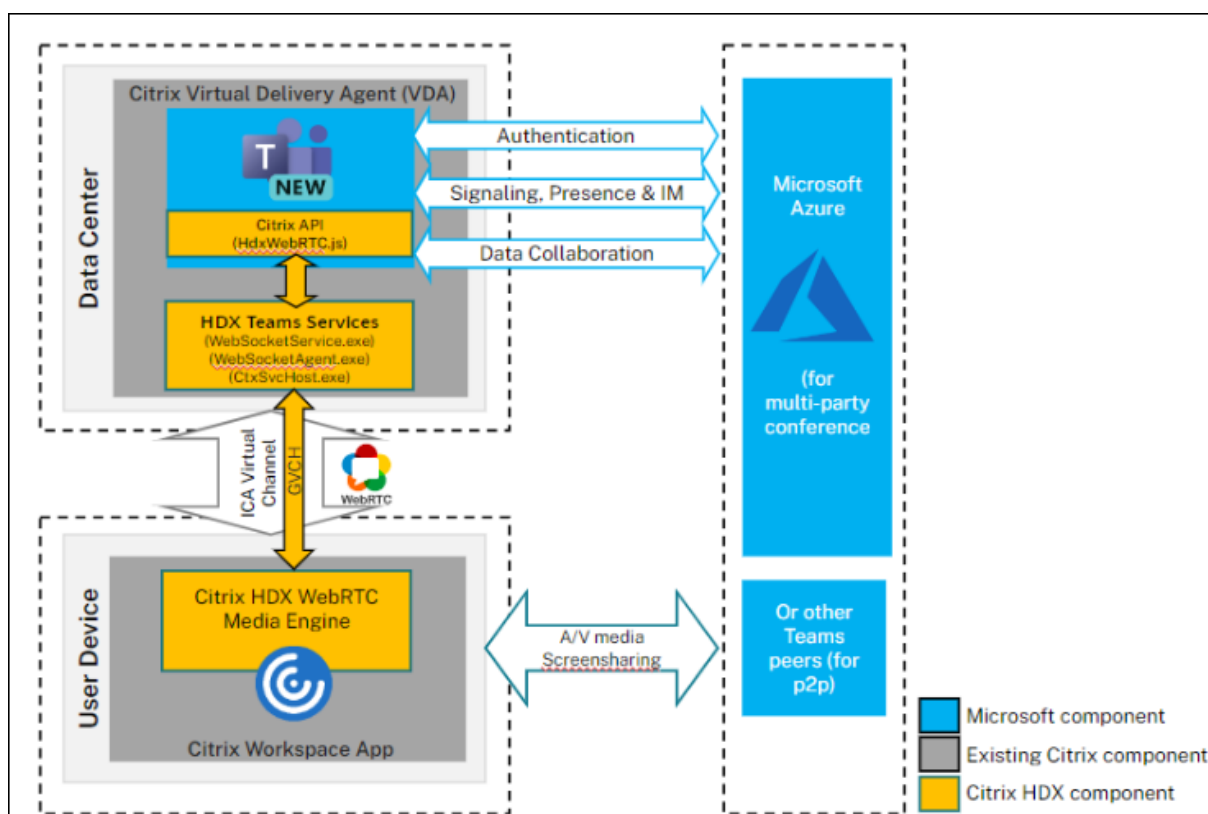 Data Center
Citrix Virtual Delivery Agent (VDA)
T
NEW
Citrix API
(HdxWebRTC.js)
HDX Teams Services
(WebSocketService.exe)
(WebSocketAgent.exe)
(CtxSvcHost.exe)
Authentication
Signaling, Presence & IM
Data Collaboration
Microsoft
Azure
(for
multi-party
conference
ICA Virtual
Channel
GVCH
WebRTC
User Device
Citrix HDX WebRTC
Media Engine
Citrix Workspace App
A/V media
Screensharing
Or other
Teams
peers (for
p2p)
Microsoft component
Existing Citrix component
Citrix HDX component